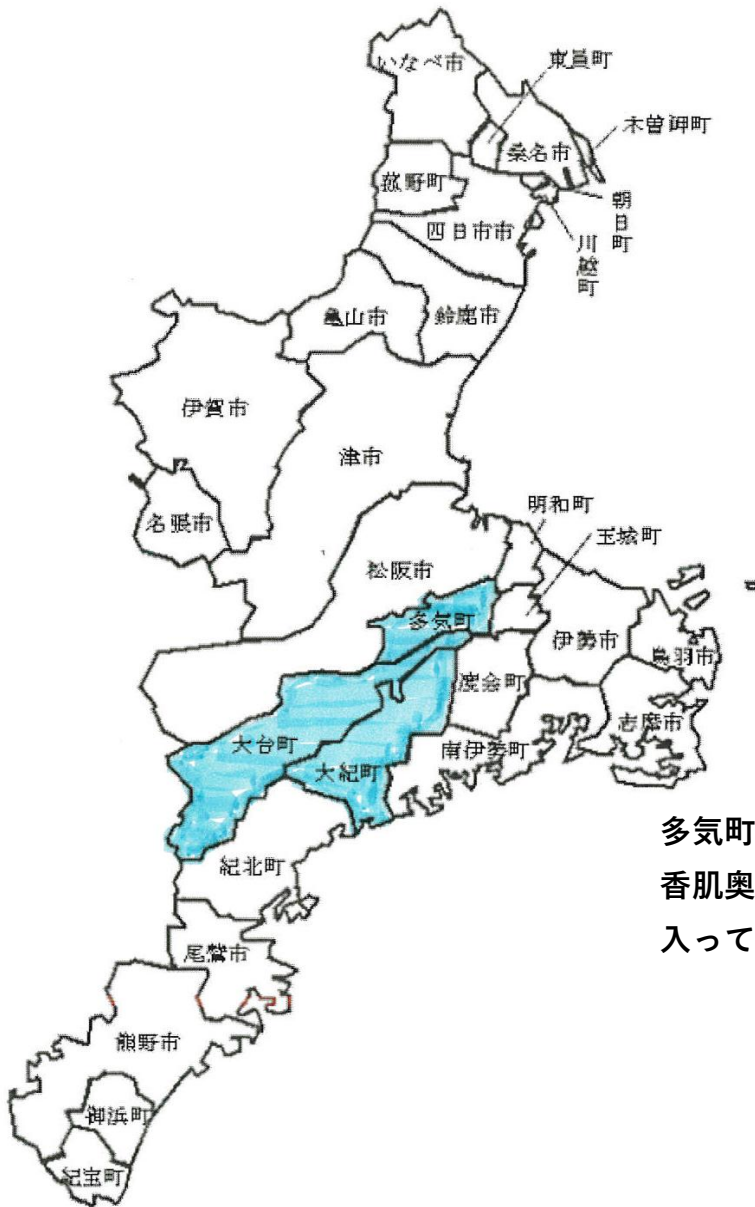 いなべ市
東員町
木曽岬町
桑名市
菰野町
朝日町
四日市市
川越町
亀山市
鈴鹿市
伊賀市
津市
名張市
明和町
玉城町
松阪市
多気町
伊勢市
鳥羽市
度会町
志摩市
大台町
大紀町
南伊勢町
紀北町
尾鷲市
熊野市
御浜町
紀宝町
多気町
香肌奥
入って